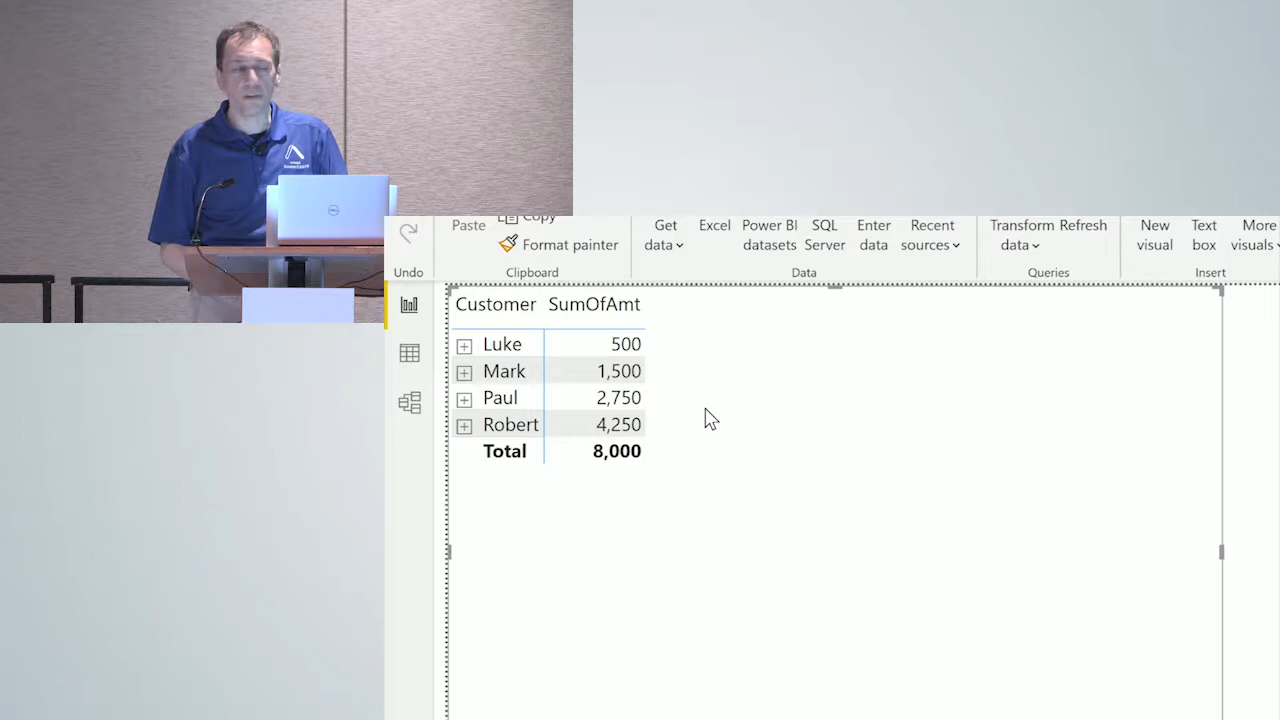 DELL
Paste
Copy
Format painter
Undo
Clipboard
Get data
Excel
Power BI datasets
SQL Server
Enter data
Recent sources
Data
Transform data
Refresh
Queries
New visual
Text box
More visuals
Insert
Customer SumOfAmt
Luke 500
Mark 1,500
Paul 2,750
Robert 4,250
Total 8,000